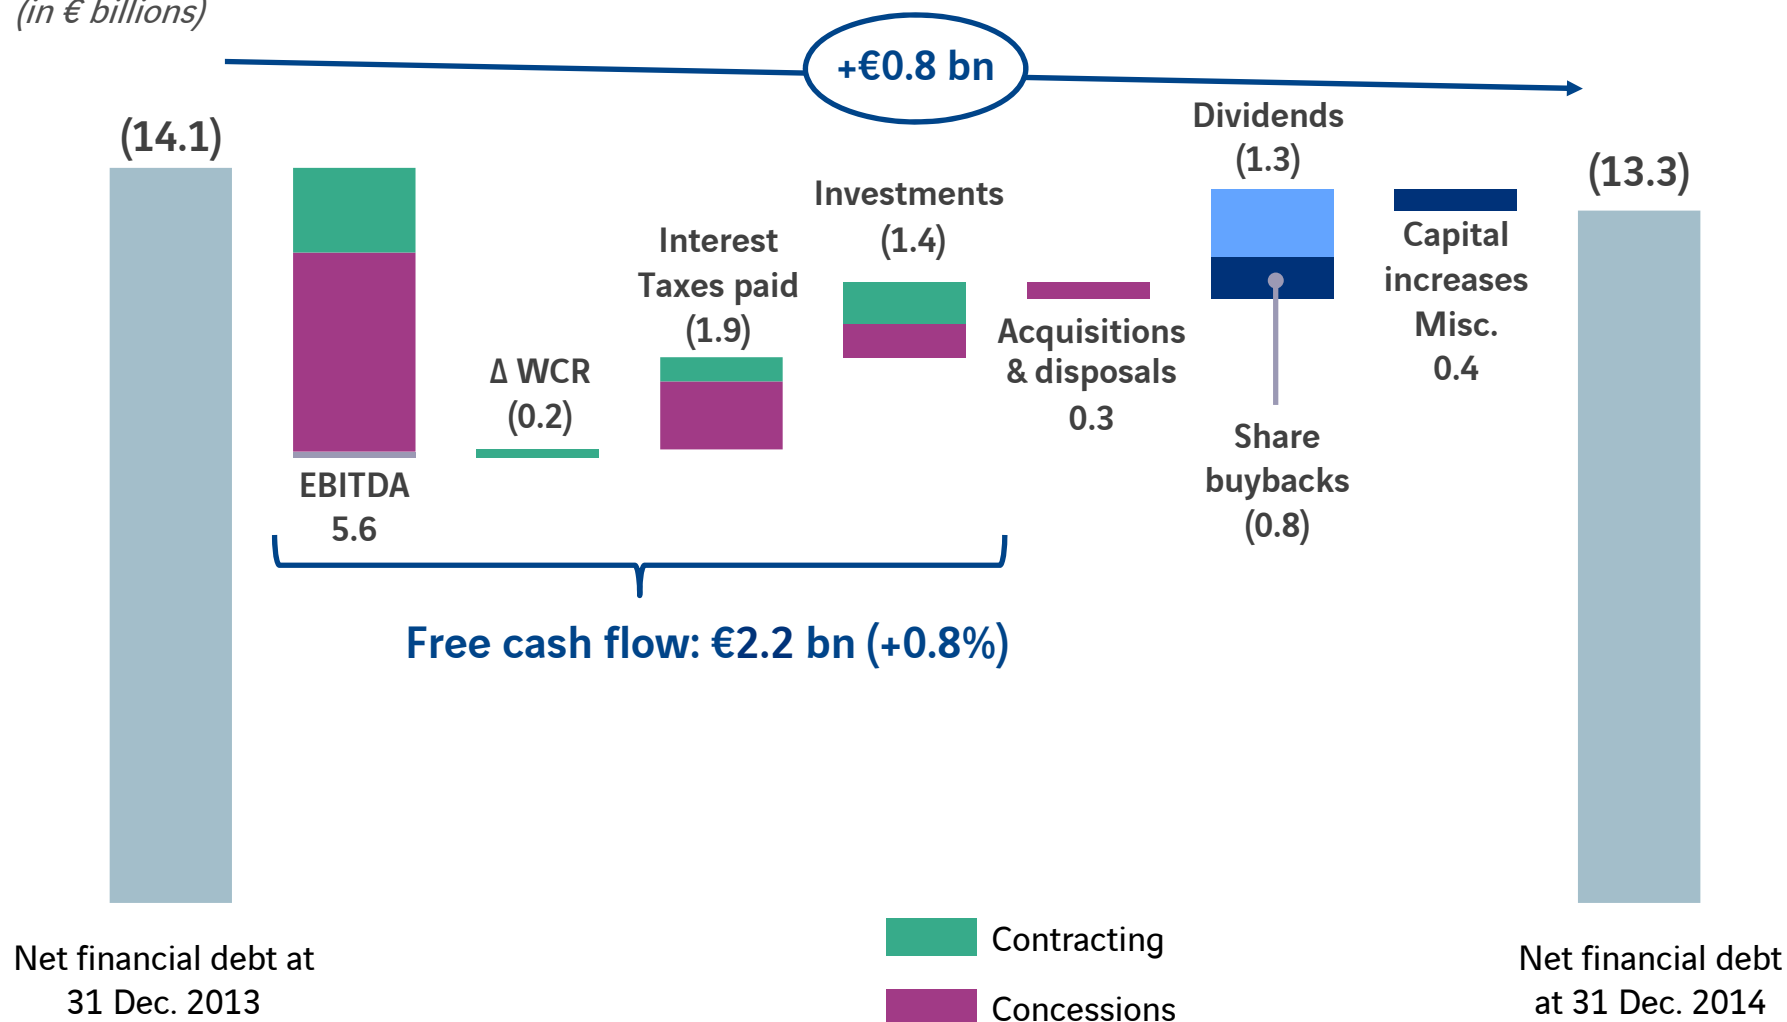 (in € billions)
+€0.8 bn
(14.1)
EBITDA
5.6
Δ WCR
(0.2)
Interest
Taxes paid
(1.9)
Investments
(1.4)
Acquisitions
& disposals
0.3
Dividends
(1.3)
Share
buybacks
(0.8)
Capital
increases
Misc.
0.4
(13.3)
Free cash flow: €2.2 bn (+0.8%)
Net financial debt at
31 Dec. 2013
Contracting
Concessions
Net financial debt
at 31 Dec. 2014